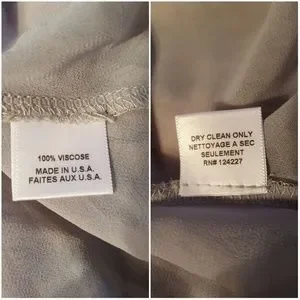 100% VISCOSE
MADE IN U.S.A.
FAITES AUX U.S.A.
DRY CLEAN ONLY
NETTOYAGE A SEC
SEULEMENT
RN# 124227